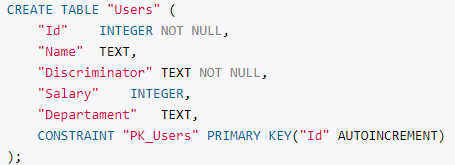 CREATE TABLE "Users" (
"Id" INTEGER NOT NULL,
"Name" TEXT,
"Discriminator" TEXT NOT NULL,
"Salary" INTEGER,
"Departament" TEXT,
CONSTRAINT "PK_Users" PRIMARY KEY("Id" AUTOINCREMENT)
);